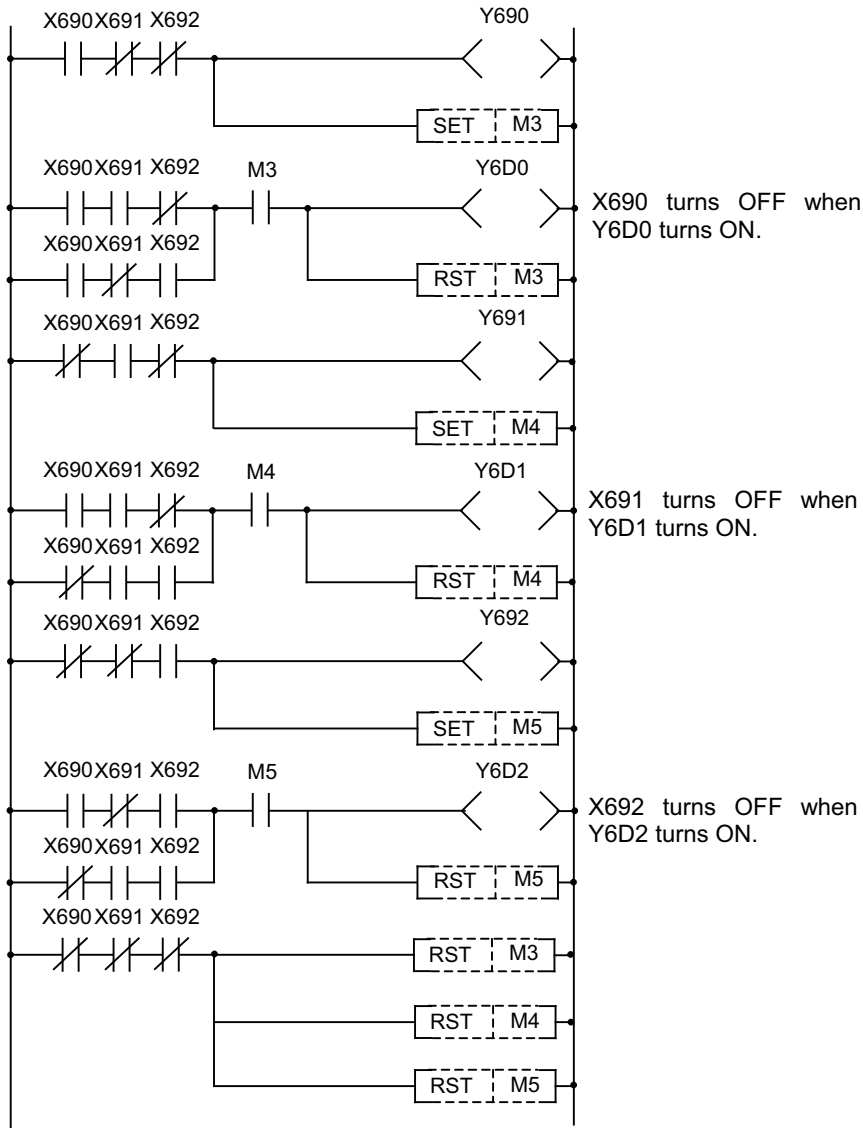 X690 X691 X692 Y690
SET M3
X690 X691 X692 M3 Y6D0
X690 turns OFF when
Y6D0 turns ON.
X690 X691 X692
RST M3
X690 X691 X692 Y691
SET M4
X690 X691 X692 M4 Y6D1
X691 turns OFF when
Y6D1 turns ON.
X690 X691 X692
RST M4
X690 X691 X692 Y692
SET M5
X690 X691 X692 M5 Y6D2
X692 turns OFF when
Y6D2 turns ON.
X690 X691 X692
RST M5
X690 X691 X692
RST M3
RST M4
RST M5